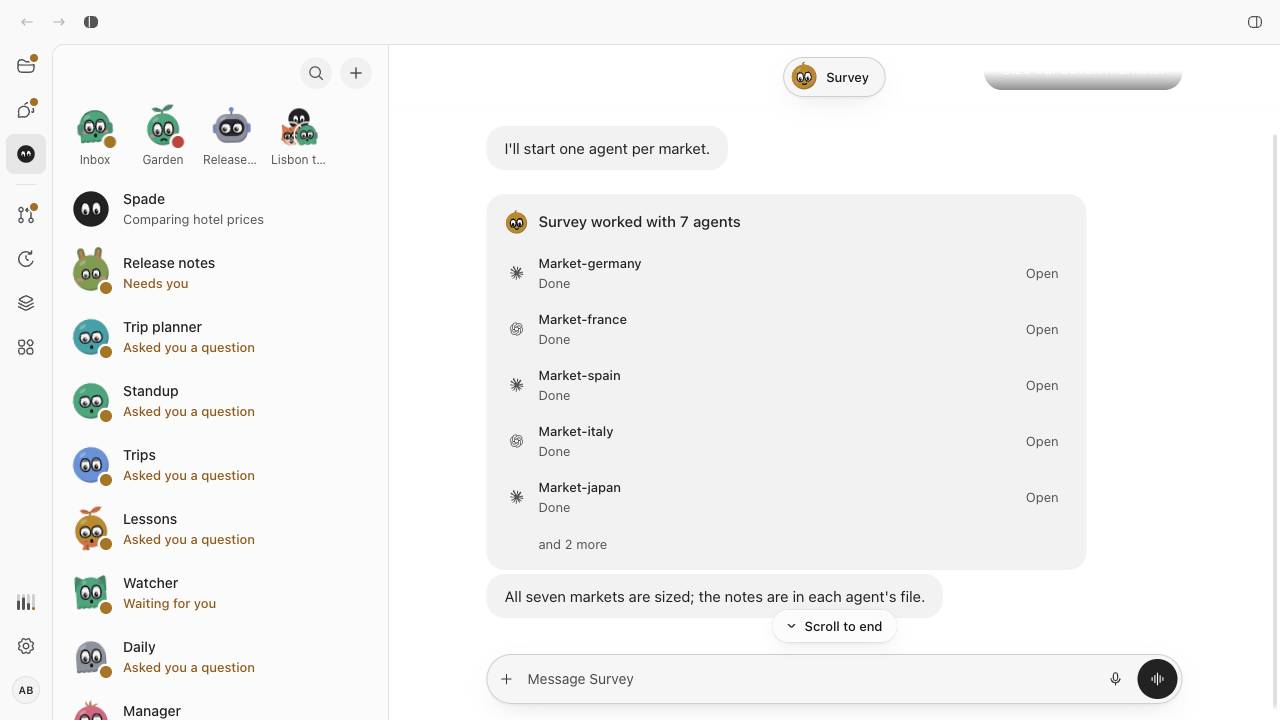 Survey
Inbox
Garden
Release...
Lisbon t...
Spade
Comparing hotel prices
Release notes
Needs you
Trip planner
Asked you a question
Standup
Asked you a question
Trips
Asked you a question
Lessons
Asked you a question
Watcher
Waiting for you
Daily
Asked you a question
Manager
AB
I'll start one agent per market.
Survey worked with 7 agents
Market-germany
Done
Open
Market-france
Done
Open
Market-spain
Done
Open
Market-italy
Done
Open
Market-japan
Done
Open
and 2 more
All seven markets are sized; the notes are in each agent's file.
Scroll to end
Message Survey